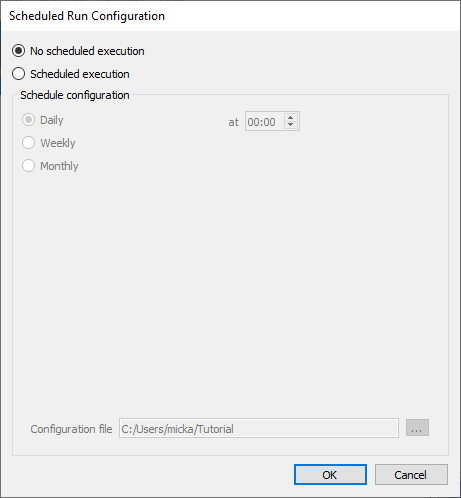 Scheduled Run Configuration
No scheduled execution
Scheduled execution
Schedule configuration
Daily at 00:00
Weekly
Monthly
Configuration file C:/Users/micka/Tutorial ...
OK Cancel